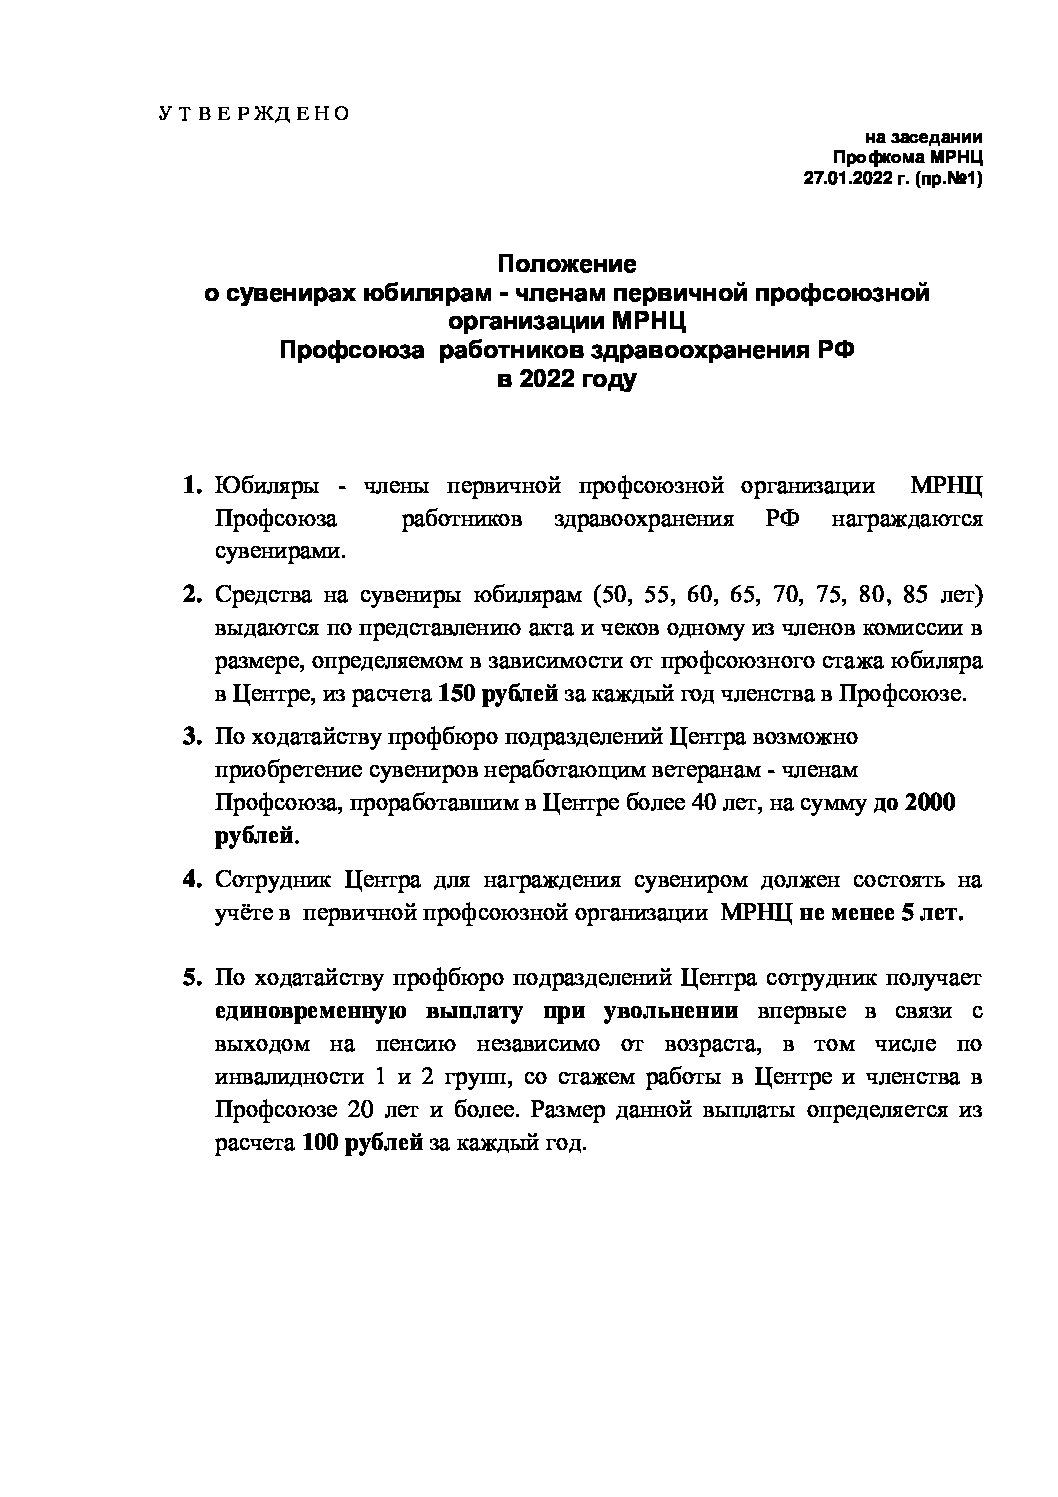 УТВЕРЖДЕНО
на заседании
Профкома МРНЦ
27.01.2022 г. (пр.№1)
Положение
о сувенирах юбилярам - членам первичной профсоюзной
организации МРНЦ
Профсоюза работников здравоохранения РФ
в 2022 году
1. Юбиляры - члены первичной профсоюзной организации МРНЦ
Профсоюза работников здравоохранения РФ награждаются
сувенирами.
2. Средства на сувениры юбилярам (50, 55, 60, 65, 70, 75, 80, 85 лет)
выдаются по представлению акта и чеков одному из членов комиссии в
размере, определяемом в зависимости от профсоюзного стажа юбиляра
в Центре, из расчета 150 рублей за каждый год членства в Профсоюзе.
3. По ходатайству профбюро подразделений Центра возможно
приобретение сувениров неработающим ветеранам - членам
Профсоюза, проработавшим в Центре более 40 лет, на сумму до 2000
рублей.
4. Сотрудник Центра для награждения сувениром должен состоять на
учёте в первичной профсоюзной организации МРНЦ не менее 5 лет.
5. По ходатайству профбюро подразделений Центра сотрудник получает
единовременную выплату при увольнении впервые в связи с
выходом на пенсию независимо от возраста, в том числе по
инвалидности 1 и 2 групп, со стажем работы в Центре и членства в
Профсоюзе 20 лет и более. Размер данной выплаты определяется из
расчета 100 рублей за каждый год.